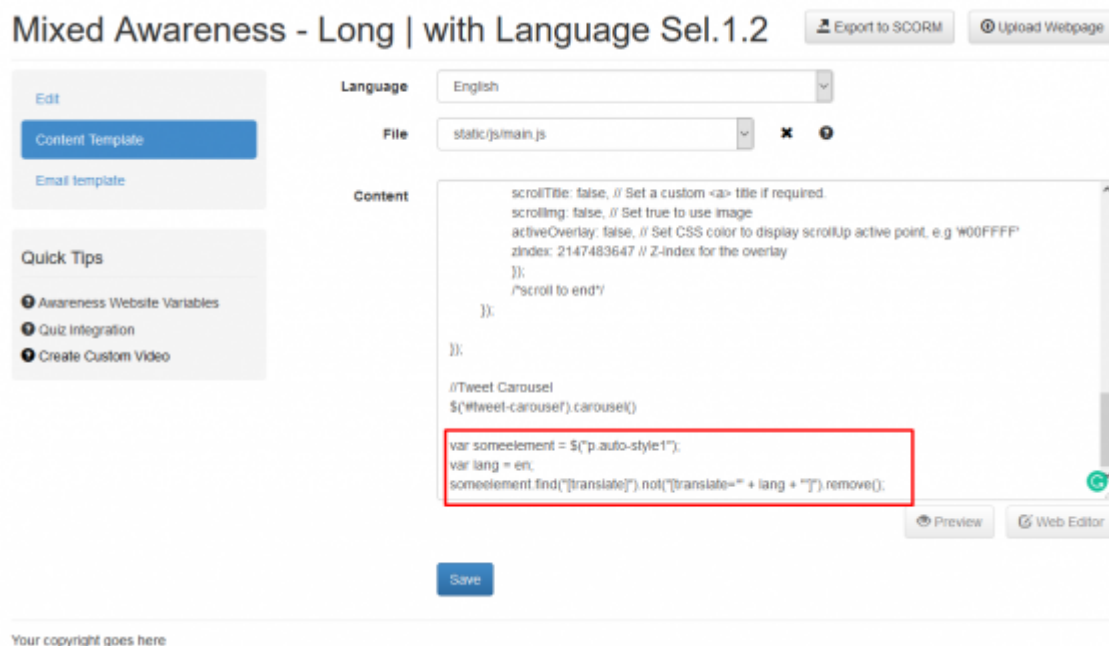 Mixed Awareness - Long | with Language Sel.1.2
Export to SCORM
Upload Webpage
Edit
Content Template
Email template
Quick Tips
Awareness Website Variables
Quiz Integration
Create Custom Video
Language
English
File
static/js/main.js
Content
scrollTitle: false, // Set a custom <a> title if required.
scrollImg: false, // Set true to use image
activeOverlay: false, // Set CSS color to display scrollUp active point, e.g '#00FFFF'
zIndex: 2147483647 // Z-Index for the overlay
});
/*scroll to end*/
});
});
//Tweet Carousel
$('#tweet-carousel').carousel()
var someelement = $("p.auto-style1");
var lang = en;
someelement.find("[translate]").not("[translate='" + lang + "']").remove();
Preview
Web Editor
Save
Your copyright goes here